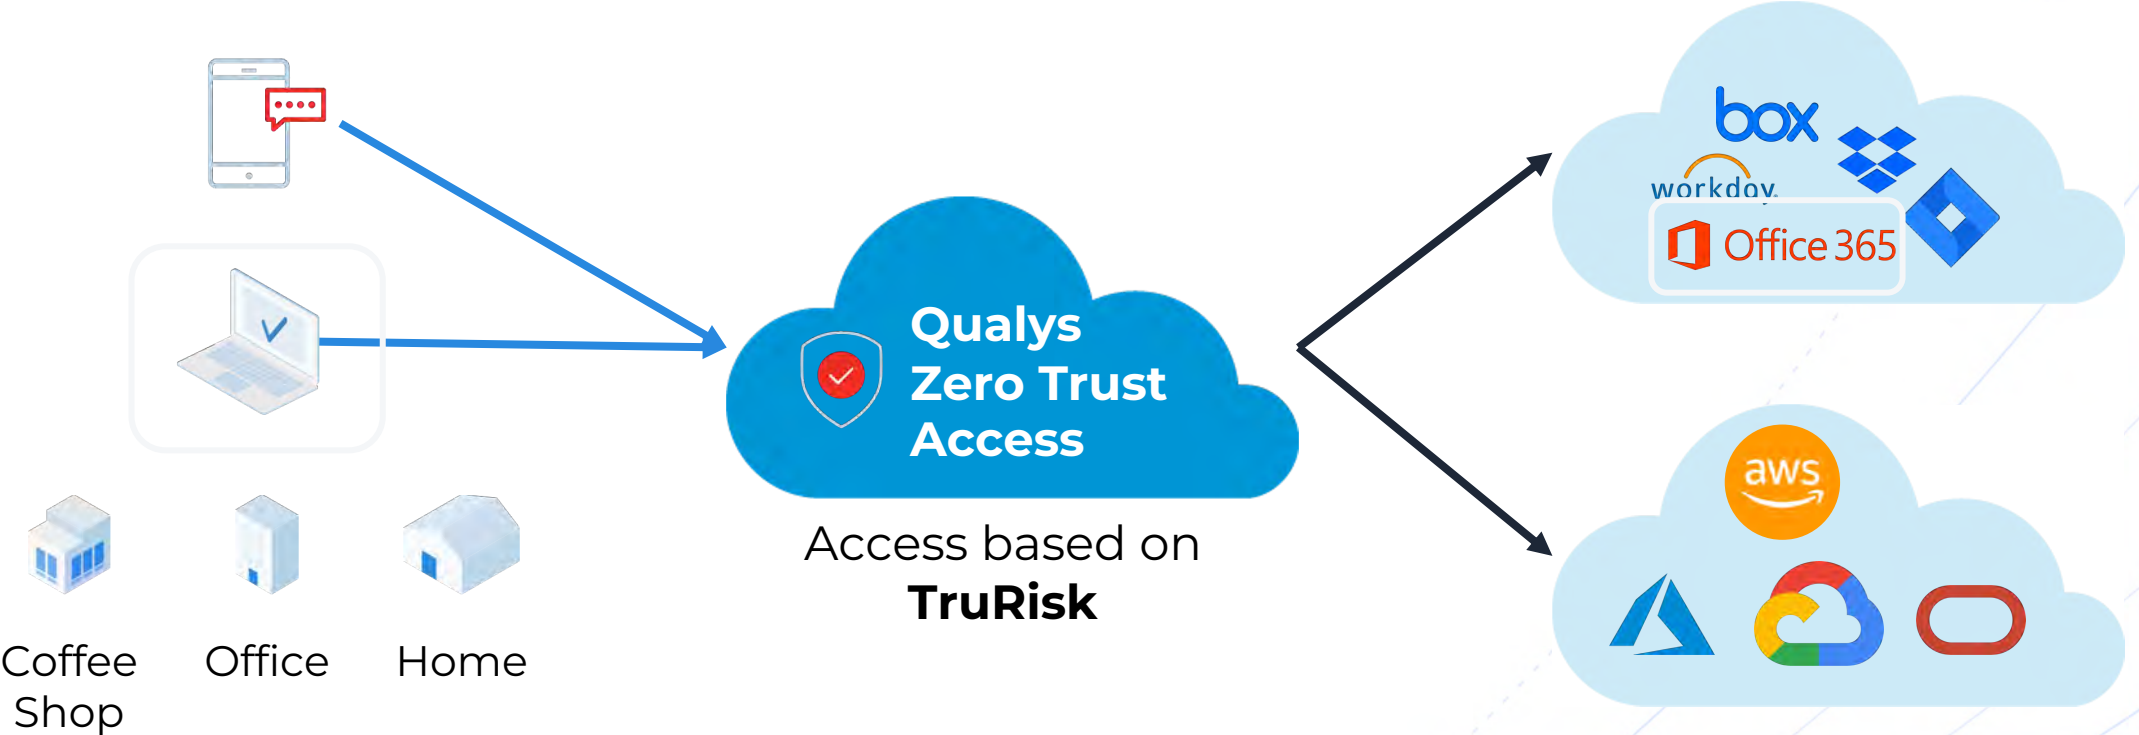 box
workday.
Office 365
Qualys
Zero Trust
Access
aws
Access based on
TruRisk
Coffee
Shop
Office
Home